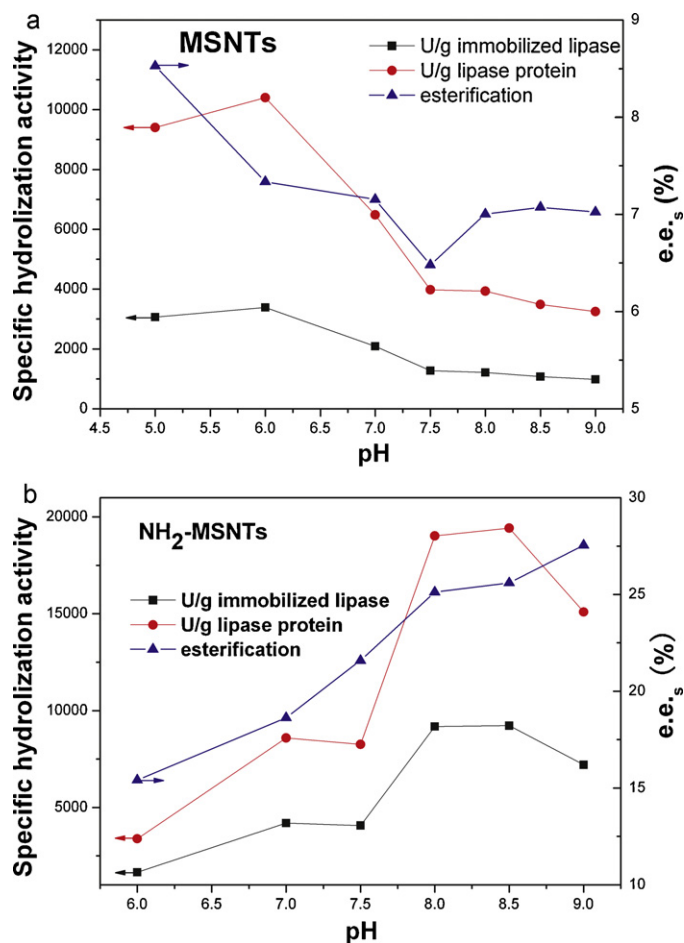 a
MSNTs
U/g immobilized lipase
U/g lipase protein
esterification
Specific hydrolization activity
12000
10000
8000
6000
4000
2000
0
9
8
7
6
5
e.e.s (%)
4.5 5.0 5.5 6.0 6.5 7.0 7.5 8.0 8.5 9.0
pH
b
NH2-MSNTs
U/g immobilized lipase
U/g lipase protein
esterification
Specific hydrolization activity
20000
15000
10000
5000
30
25
20
15
10
e.e.s (%)
6.0 6.5 7.0 7.5 8.0 8.5 9.0
pH